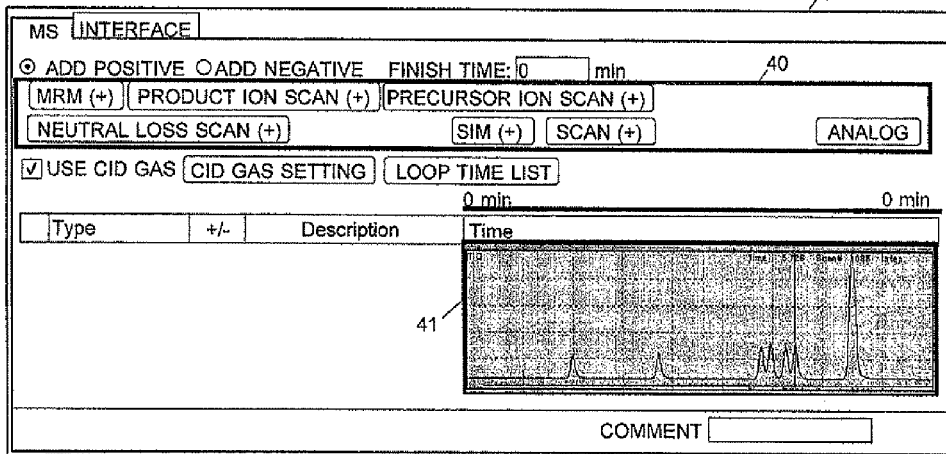 MS INTERFACE
ADD POSITIVE ADD NEGATIVE FINISH TIME: 0 min 40
MRM (+) PRODUCT ION SCAN (+) PRECURSOR ION SCAN (+)
NEUTRAL LOSS SCAN (+) SIM (+) SCAN (+) ANALOG
USE CID GAS CID GAS SETTING LOOP TIME LIST
0 min 0 min
Type +/- Description Time
41
COMMENT